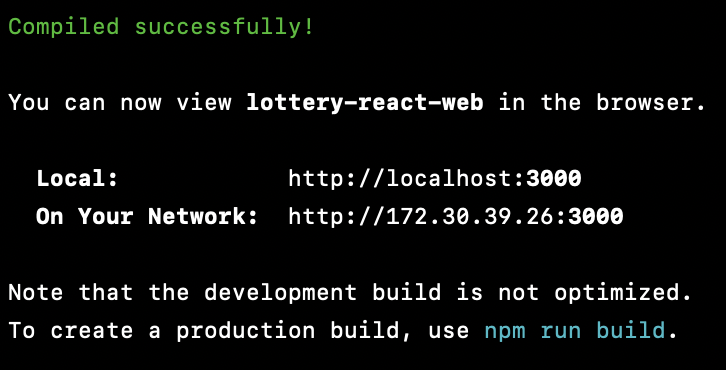 Compiled successfully!
You can now view lottery-react-web in the browser.
Local: http://localhost:3000
On Your Network: http://172.30.39.26:3000
Note that the development build is not optimized.
To create a production build, use npm run build.